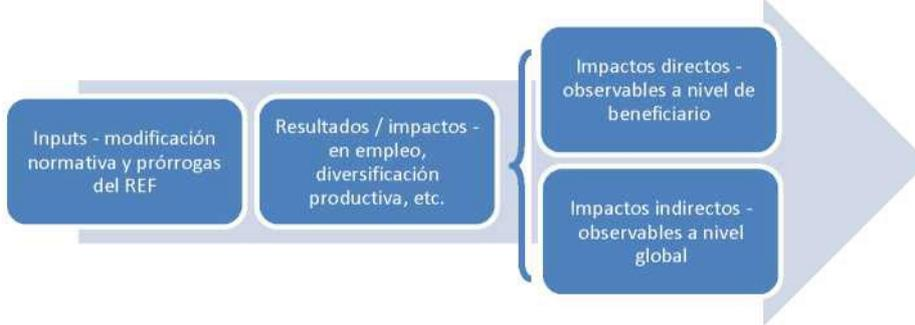 Inputs - modificación
normativa y prórrogas
del REF
Resultados / impactos -
en empleo,
diversificación
productiva, etc.
Impactos directos -
observables a nivel de
beneficiario
Impactos indirectos -
observables a nivel
global